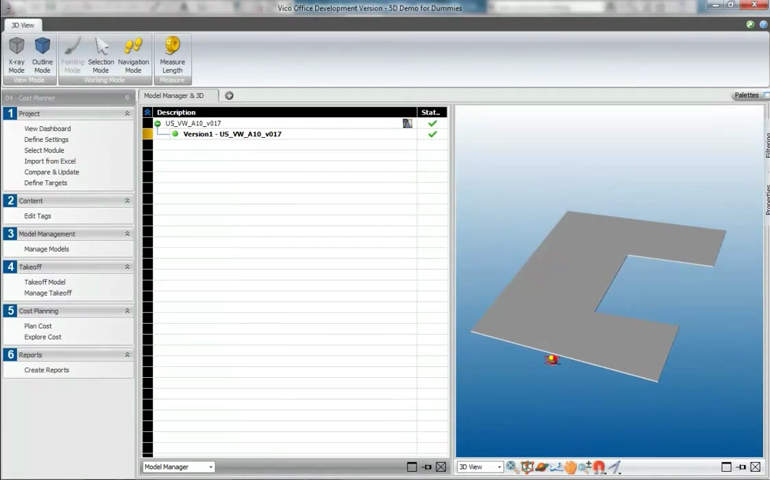 Vico Office Development Version - 5D Demo for Dummies
3D View
X-ray Mode
Outline Mode
Painting Mode
Selection Mode
Navigation Mode
Measure Length
View Mode
Working Mode
Measure
04 Cost Planner
Model Manager & 3D
Palettes
1 Project
View Dashboard
Define Settings
Select Module
Import from Excel
Compare & Update
Define Targets
2 Content
Edit Tags
3 Model Management
Manage Models
4 Takeoff
Takeoff Model
Manage Takeoff
5 Cost Planning
Plan Cost
Explore Cost
6 Reports
Create Reports
Description
Stat...
US_VW_A10_v017
Version1 - US_VW_A10_v017
Filtering
Properties
Model Manager
3D View